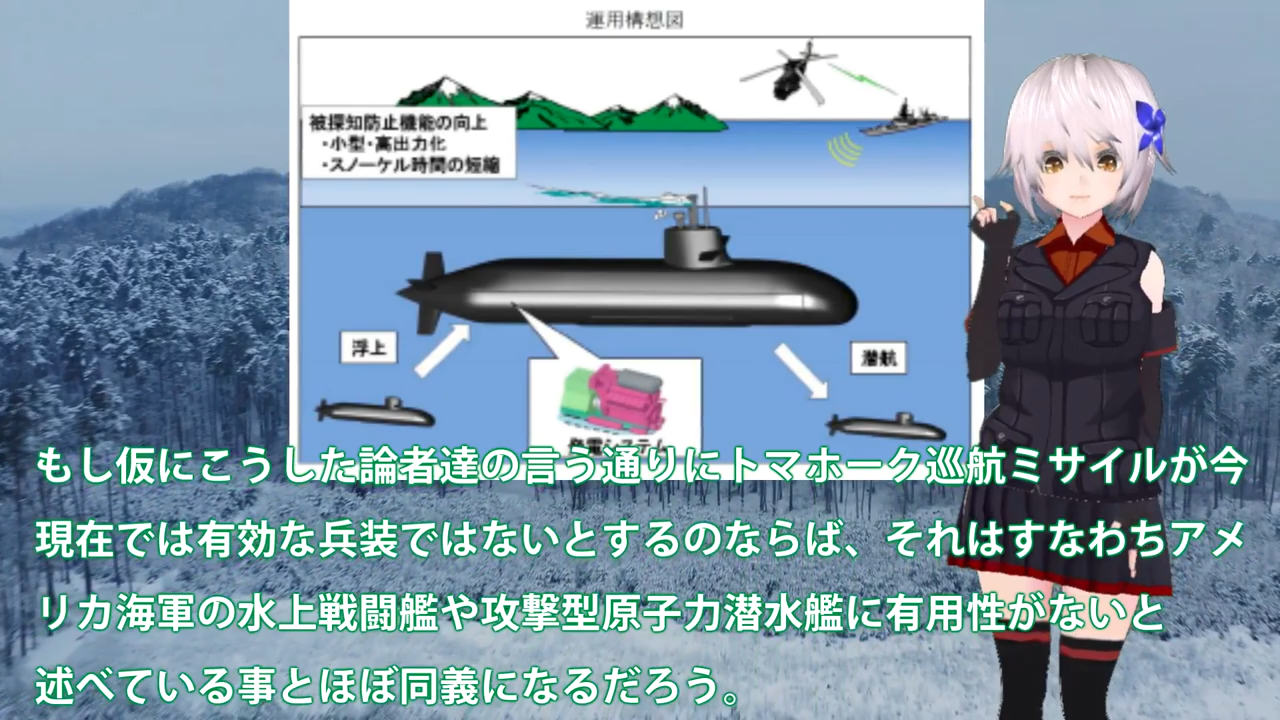 運用構想図
被探知防止機能の向上
・小型・高出力化
・スノーケル時間の短縮
浮上
潜航
発電システム
もし仮にこうした論者達の言う通りにトマホーク巡航ミサイルが今
現在では有効な兵装ではないとするのならば、それはすなわちアメ
リカ海軍の水上戦闘艦や攻撃型原子力潜水艦に有用性がないと
述べている事とほぼ同義になるだろう。